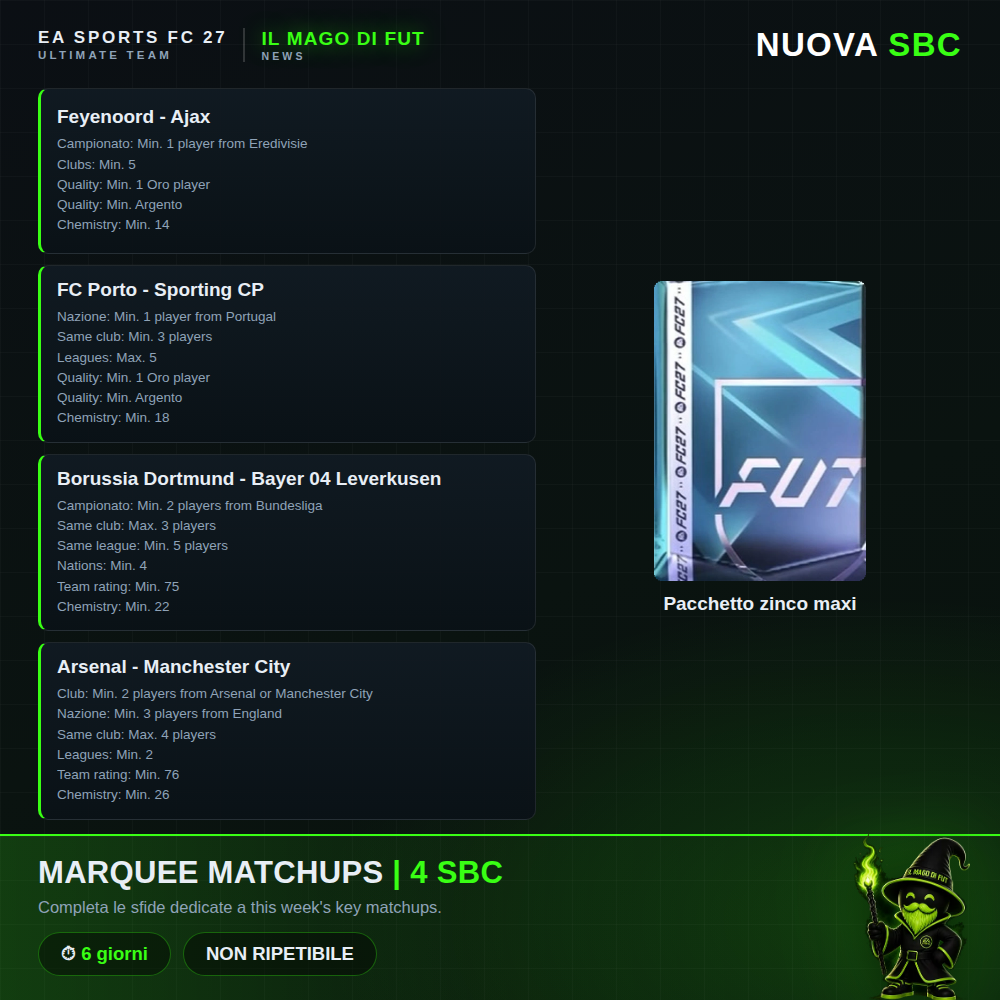 EA SPORTS FC 27
ULTIMATE TEAM
IL MAGO DI FUT
NEWS
NUOVA SBC
Feyenoord - Ajax
Campionato: Min. 1 player from Eredivisie
Clubs: Min. 5
Quality: Min. 1 Oro player
Quality: Min. Argento
Chemistry: Min. 14
FC Porto - Sporting CP
Nazione: Min. 1 player from Portugal
Same club: Min. 3 players
Leagues: Max. 5
Quality: Min. 1 Oro player
Quality: Min. Argento
Chemistry: Min. 18
Borussia Dortmund - Bayer 04 Leverkusen
Campionato: Min. 2 players from Bundesliga
Same club: Max. 3 players
Same league: Min. 5 players
Nations: Min. 4
Team rating: Min. 75
Chemistry: Min. 22
Arsenal - Manchester City
Club: Min. 2 players from Arsenal or Manchester City
Nazione: Min. 3 players from England
Same club: Max. 4 players
Leagues: Min. 2
Team rating: Min. 76
Chemistry: Min. 26
FC27 FC27 FC27 FC27 FC27
FUT
Pacchetto zinco maxi
MARQUEE MATCHUPS | 4 SBC
Completa le sfide dedicate a this week's key matchups.
6 giorni
NON RIPETIBILE
IL MAGO DI FUT